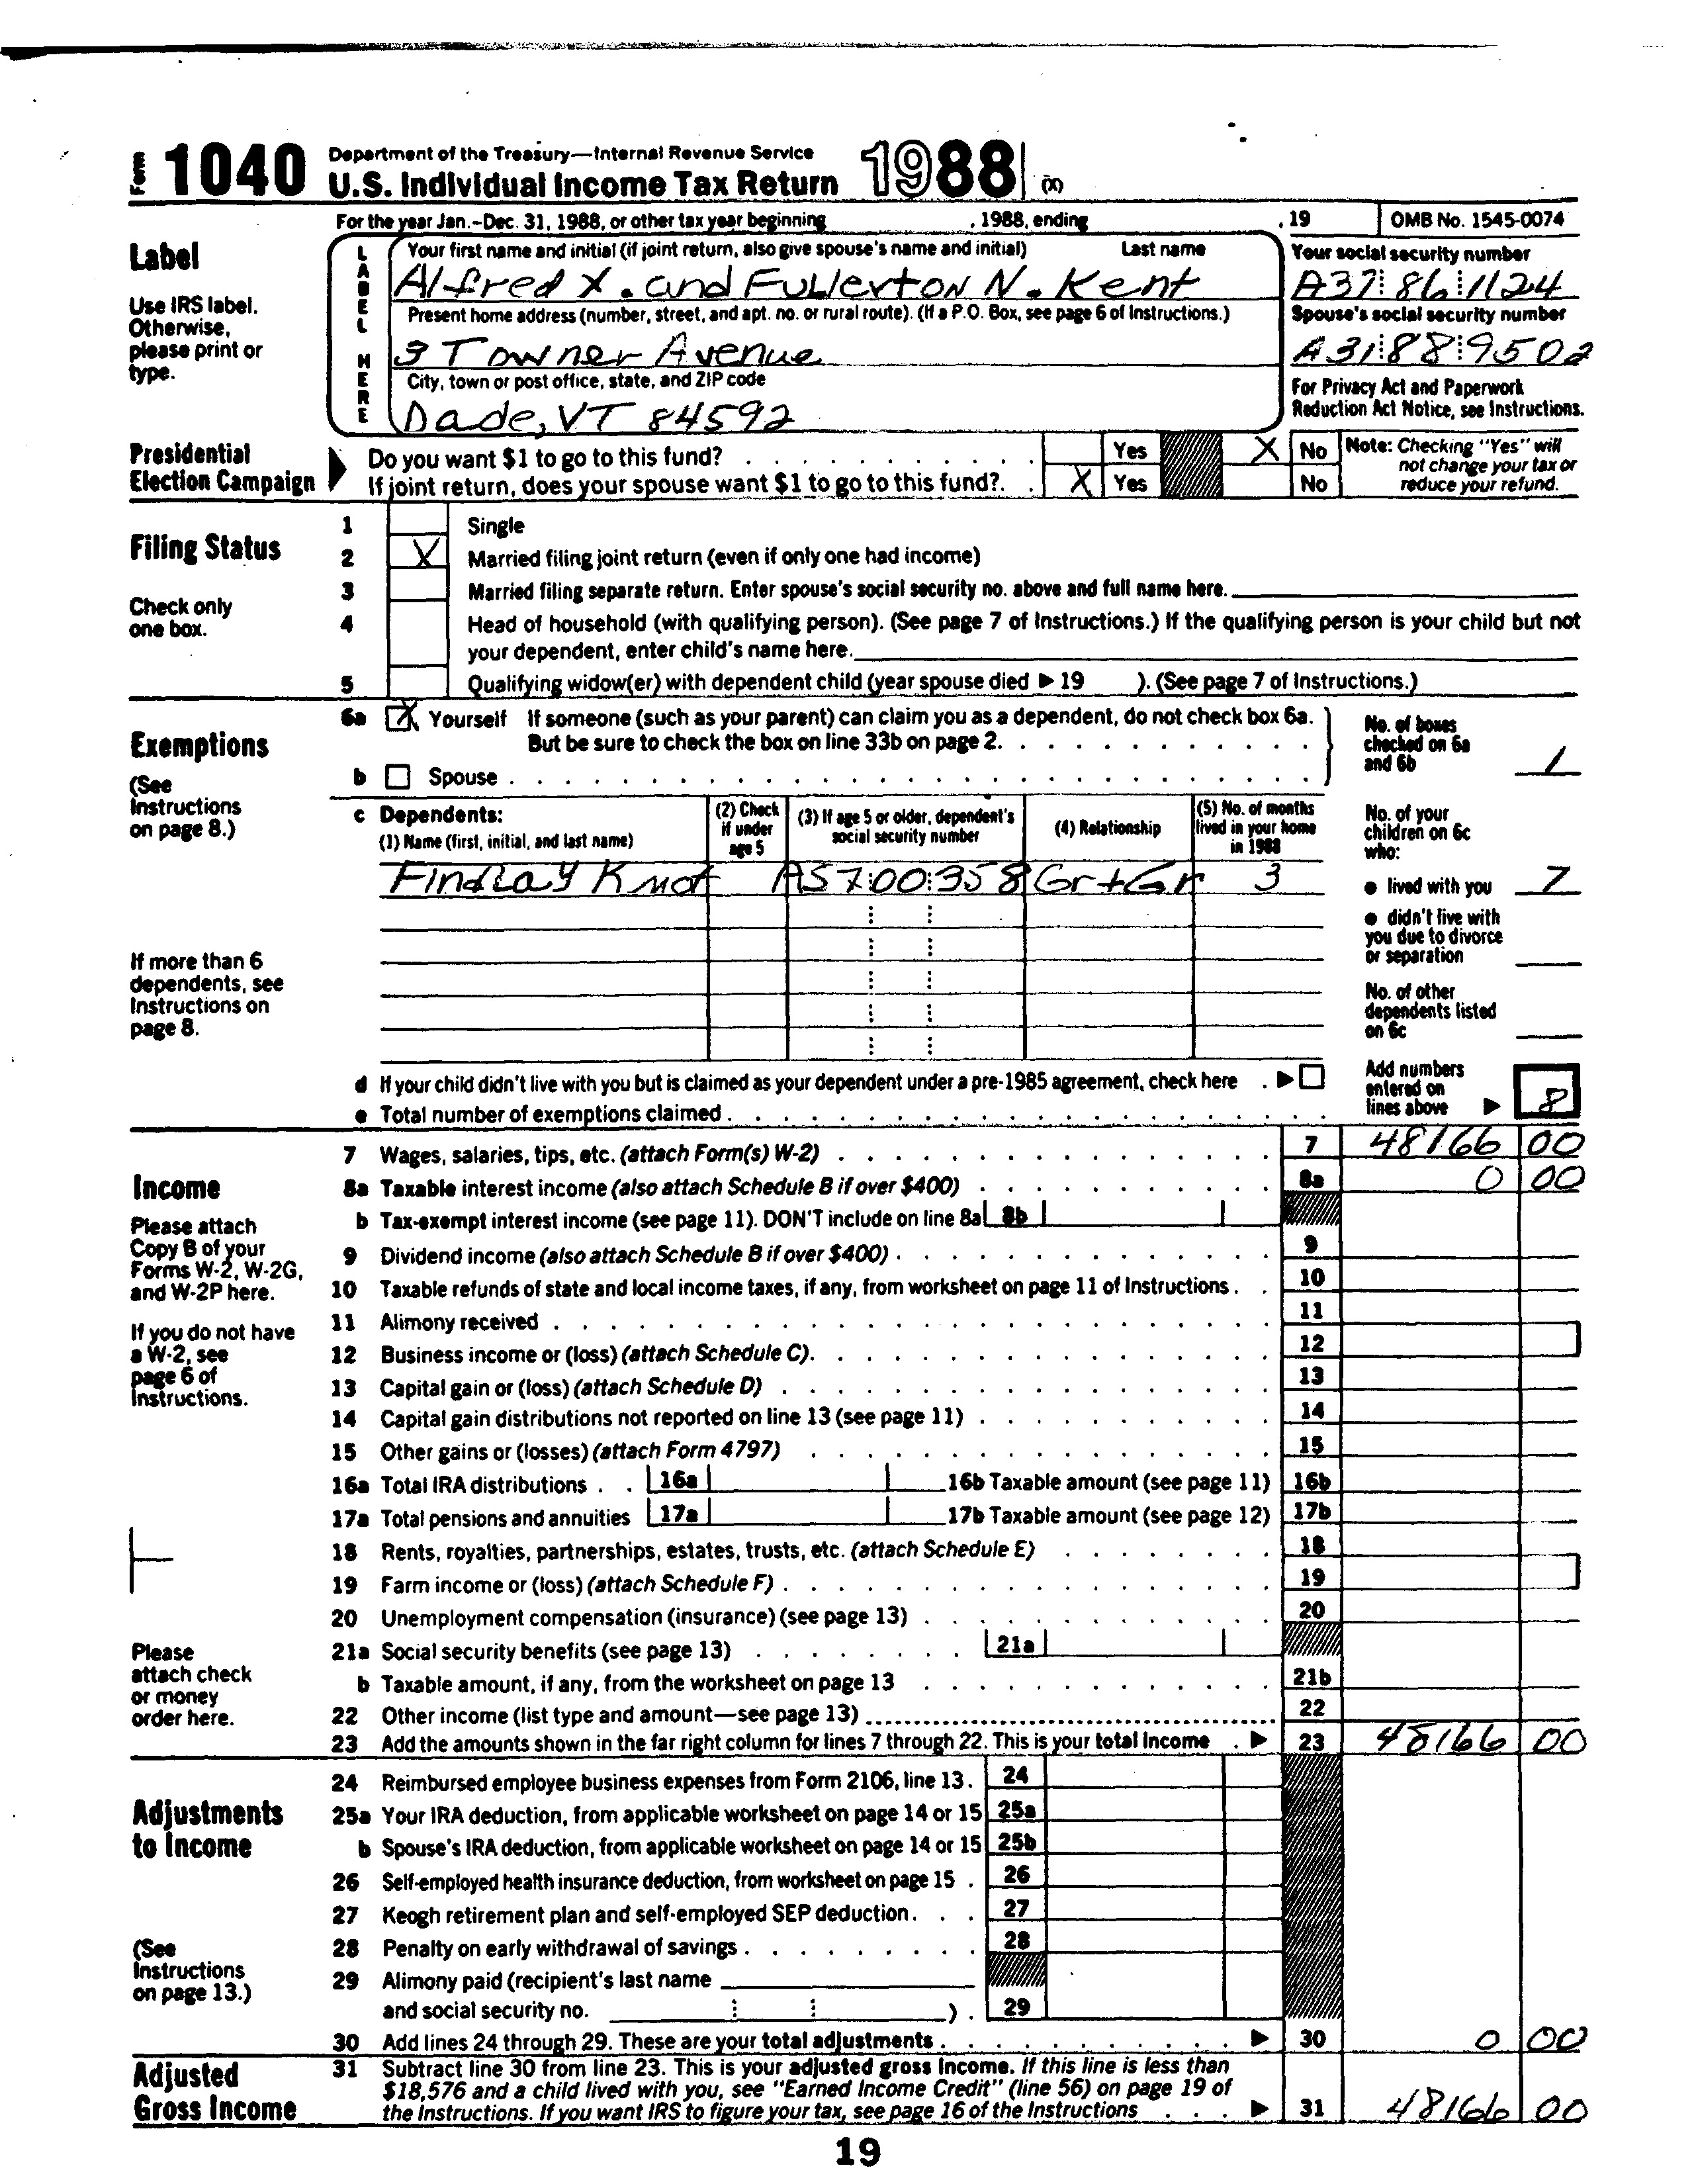 Form 1040 Department of the Treasury—Internal Revenue Service
U.S. Individual Income Tax Return 1988 (X)
For the year Jan.-Dec. 31, 1988, or other tax year beginning , 1988, ending , 19 OMB No. 1545-0074
Label
Use IRS label. Otherwise, please print or type.
LABEL HERE
Your first name and initial (if joint return, also give spouse's name and initial) Last name
Alfred X. and Fullerton N. Kent
Your social security number
A37 86 1124
Present home address (number, street, and apt. no. or rural route). (If a P.O. Box, see page 6 of Instructions.)
3 Towner Avenue
Spouse's social security number
A31 88 9502
City, town or post office, state, and ZIP code
Dade, VT 84592
For Privacy Act and Paperwork
Reduction Act Notice, see Instructions.
Presidential
Election Campaign
Do you want $1 to go to this fund? Yes X No
If joint return, does your spouse want $1 to go to this fund? X Yes No
Note: Checking "Yes" will
not change your tax or
reduce your refund.
Filing Status
Check only
one box.
1 Single
2 X Married filing joint return (even if only one had income)
3 Married filing separate return. Enter spouse's social security no. above and full name here.
4 Head of household (with qualifying person). (See page 7 of Instructions.) If the qualifying person is your child but not
your dependent, enter child's name here.
5 Qualifying widow(er) with dependent child (year spouse died ▶ 19 ). (See page 7 of Instructions.)
Exemptions
(See
Instructions
on page 8.)
6a X Yourself If someone (such as your parent) can claim you as a dependent, do not check box 6a.
But be sure to check the box on line 33b on page 2.
b Spouse
No. of boxes
checked on 6a
and 6b 1
c Dependents:
(1) Name (first, initial, and last name)
(2) Check
if under
age 5
(3) If age 5 or older, dependent's
social security number
(4) Relationship
(5) No. of months
lived in your home
in 1988
Findlay Knot A57 00 358 Gr+Gr 3
No. of your
children on 6c
who:
● lived with you 7
● didn't live with
you due to divorce
or separation
No. of other
dependents listed
on 6c
If more than 6
dependents, see
Instructions on
page 8.
d If your child didn't live with you but is claimed as your dependent under a pre-1985 agreement, check here ▶
e Total number of exemptions claimed
Add numbers
entered on
lines above ▶ 8
Income
Please attach
Copy B of your
Forms W-2, W-2G,
and W-2P here.
If you do not have
a W-2, see
page 6 of
Instructions.
Please
attach check
or money
order here.
7 Wages, salaries, tips, etc. (attach Form(s) W-2) 7 48166 00
8a Taxable interest income (also attach Schedule B if over $400) 8a 0 00
b Tax-exempt interest income (see page 11). DON'T include on line 8a 8b
9 Dividend income (also attach Schedule B if over $400) 9
10 Taxable refunds of state and local income taxes, if any, from worksheet on page 11 of Instructions 10
11 Alimony received 11
12 Business income or (loss) (attach Schedule C) 12
13 Capital gain or (loss) (attach Schedule D) 13
14 Capital gain distributions not reported on line 13 (see page 11) 14
15 Other gains or (losses) (attach Form 4797) 15
16a Total IRA distributions 16a 16b Taxable amount (see page 11) 16b
17a Total pensions and annuities 17a 17b Taxable amount (see page 12) 17b
18 Rents, royalties, partnerships, estates, trusts, etc. (attach Schedule E) 18
19 Farm income or (loss) (attach Schedule F) 19
20 Unemployment compensation (insurance) (see page 13) 20
21a Social security benefits (see page 13) 21a
b Taxable amount, if any, from the worksheet on page 13 21b
22 Other income (list type and amount—see page 13) 22
23 Add the amounts shown in the far right column for lines 7 through 22. This is your total income ▶ 23 48166 00
Adjustments
to Income
(See
Instructions
on page 13.)
24 Reimbursed employee business expenses from Form 2106, line 13. 24
25a Your IRA deduction, from applicable worksheet on page 14 or 15 25a
b Spouse's IRA deduction, from applicable worksheet on page 14 or 15 25b
26 Self-employed health insurance deduction, from worksheet on page 15 26
27 Keogh retirement plan and self-employed SEP deduction 27
28 Penalty on early withdrawal of savings 28
29 Alimony paid (recipient's last name
and social security no. ) 29
30 Add lines 24 through 29. These are your total adjustments ▶ 30 0 00
Adjusted
Gross Income
31 Subtract line 30 from line 23. This is your adjusted gross income. If this line is less than
$18,576 and a child lived with you, see "Earned Income Credit" (line 56) on page 19 of
the Instructions. If you want IRS to figure your tax, see page 16 of the Instructions ▶ 31 48166 00
19